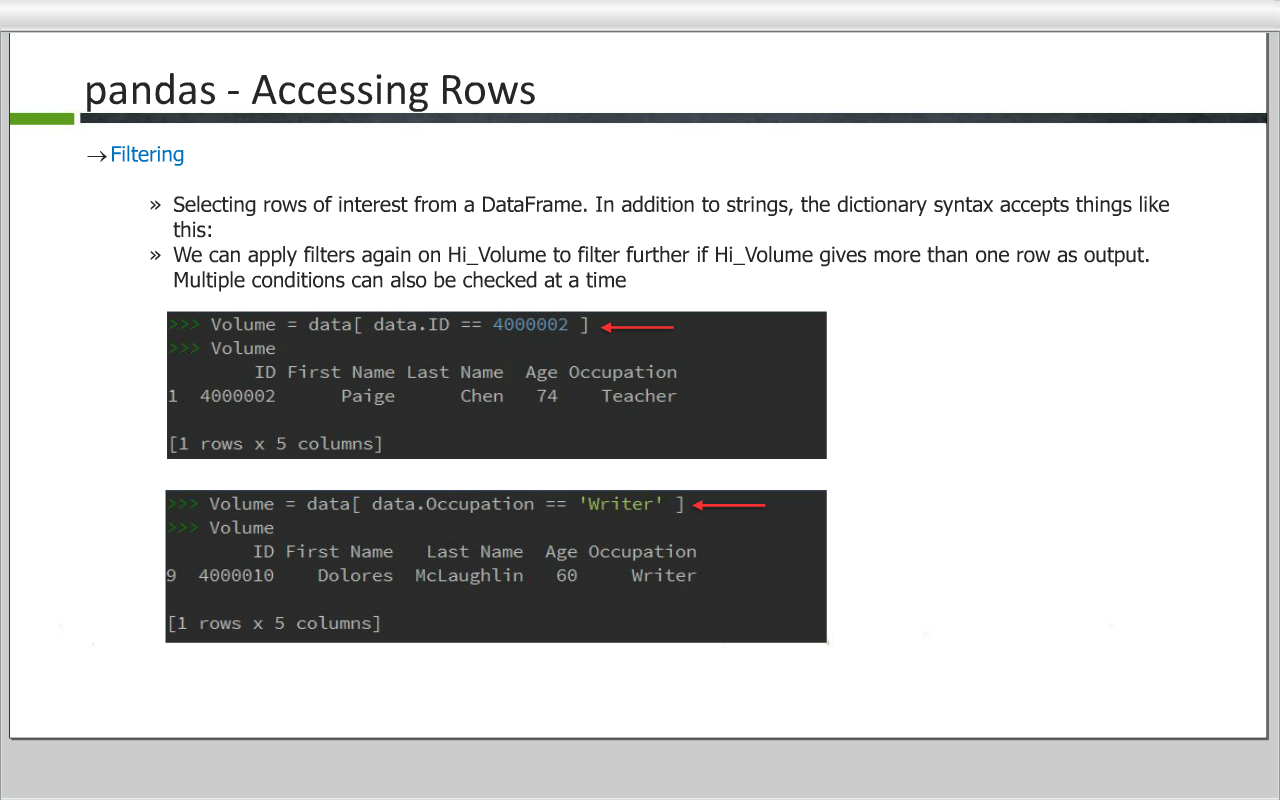 pandas - Accessing Rows
→Filtering
» Selecting rows of interest from a DataFrame. In addition to strings, the dictionary syntax accepts things like
this:
» We can apply filters again on Hi_Volume to filter further if Hi_Volume gives more than one row as output.
Multiple conditions can also be checked at a time
>>> Volume = data[ data.ID == 4000002 ]
>>> Volume
ID First Name Last Name Age Occupation
1 4000002 Paige Chen 74 Teacher
[1 rows x 5 columns]
>>> Volume = data[ data.Occupation == 'Writer' ]
>>> Volume
ID First Name Last Name Age Occupation
9 4000010 Dolores McLaughlin 60 Writer
[1 rows x 5 columns]